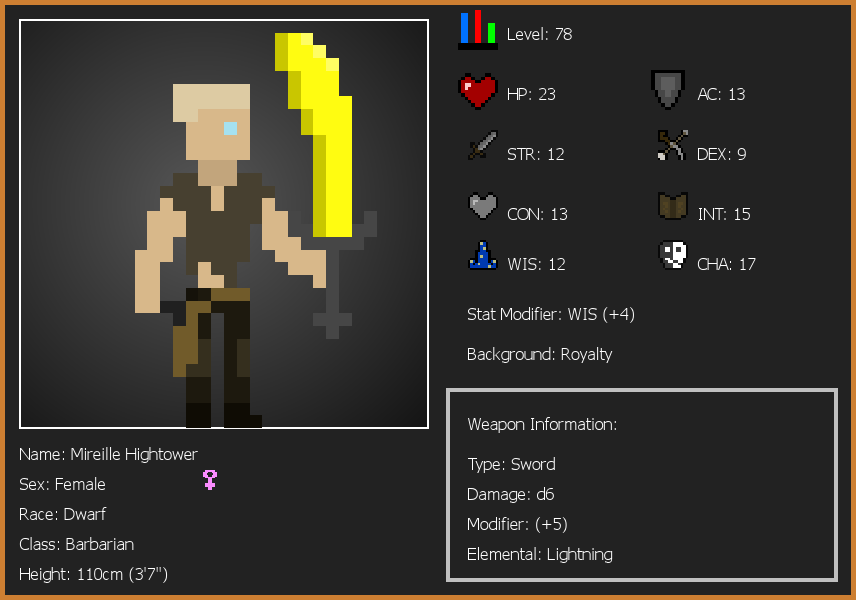 Level: 78
HP: 23
AC: 13
STR: 12
DEX: 9
CON: 13
INT: 15
WIS: 12
CHA: 17
Stat Modifier: WIS (+4)
Background: Royalty
Weapon Information:
Type: Sword
Damage: d6
Modifier: (+5)
Elemental: Lightning
Name: Mireille Hightower
Sex: Female
Race: Dwarf
Class: Barbarian
Height: 110cm (3'7")